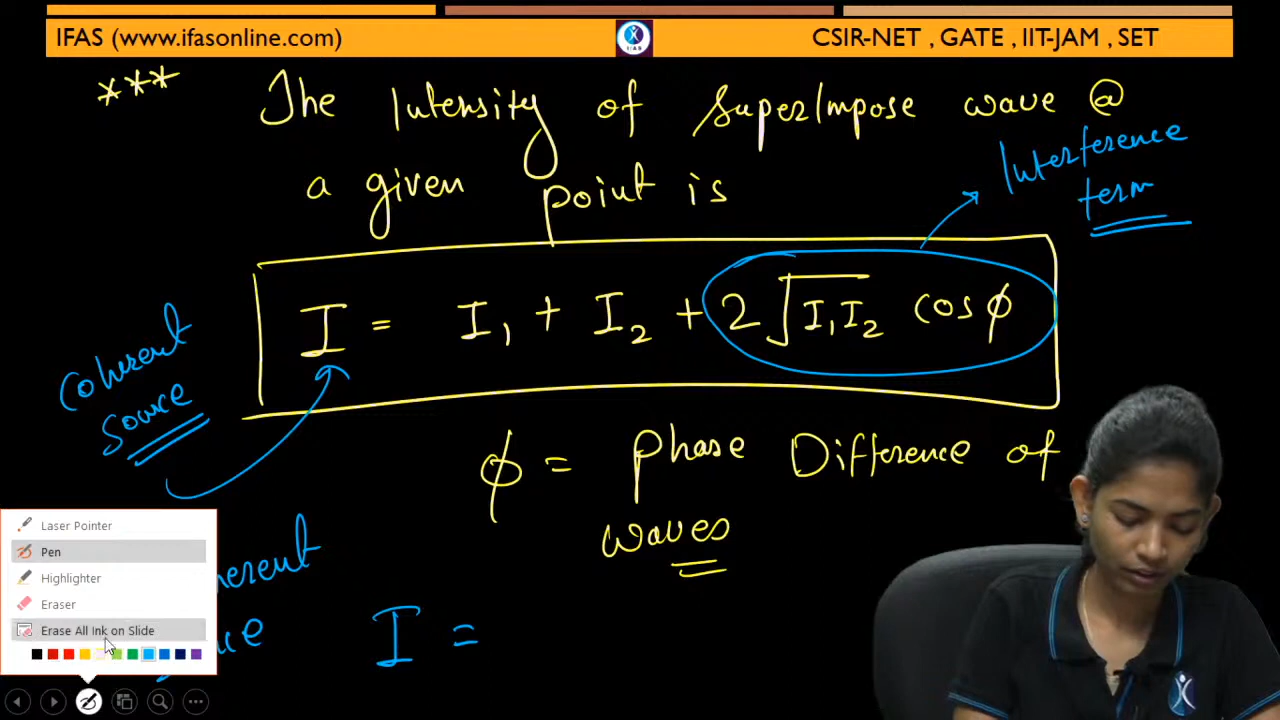 IFAS (www.ifasonline.com)
IFAS
CSIR-NET , GATE , IIT-JAM , SET
*** The Intensity of SuperImpose wave @
a given point is
Interference
term
I = I₁ + I₂ + 2√I₁I₂ cosϕ
Coherent
Source
ϕ = Phase Difference of
waves
herent
ce
I =
Laser Pointer
Pen
Highlighter
Eraser
Erase All Ink on Slide